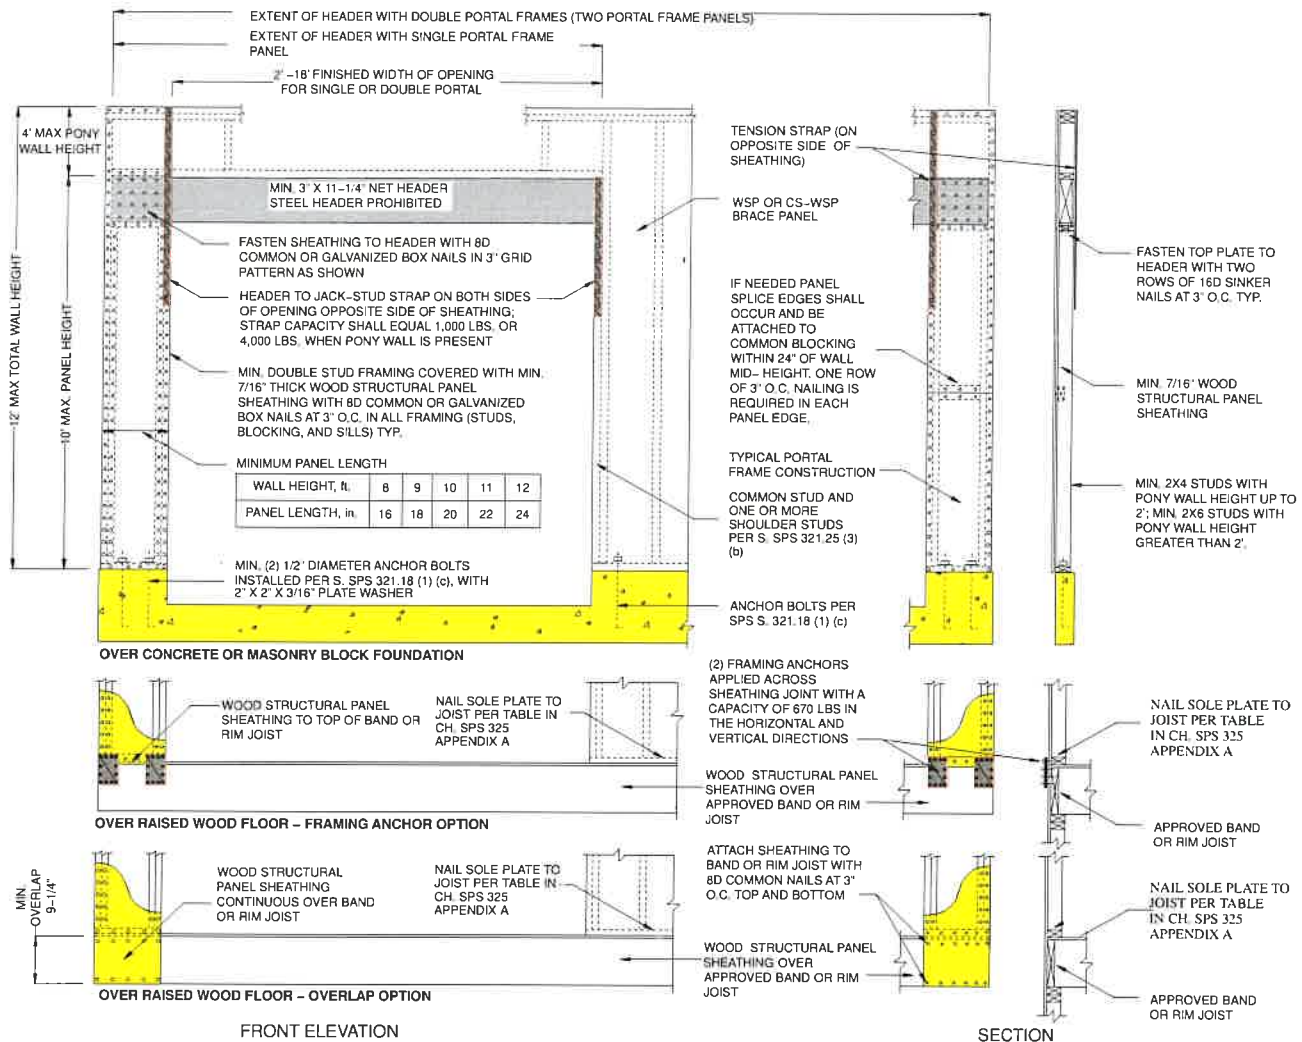 EXTENT OF HEADER WITH DOUBLE PORTAL FRAMES (TWO PORTAL FRAME PANELS)
EXTENT OF HEADER WITH SINGLE PORTAL FRAME
PANEL
2' –18' FINISHED WIDTH OF OPENING
FOR SINGLE OR DOUBLE PORTAL
4' MAX PONY
WALL HEIGHT
12' MAX TOTAL WALL HEIGHT
10' MAX. PANEL HEIGHT
MIN. 3" X 11–1/4" NET HEADER
STEEL HEADER PROHIBITED
FASTEN SHEATHING TO HEADER WITH 8D
COMMON OR GALVANIZED BOX NAILS IN 3" GRID
PATTERN AS SHOWN
HEADER TO JACK–STUD STRAP ON BOTH SIDES
OF OPENING OPPOSITE SIDE OF SHEATHING;
STRAP CAPACITY SHALL EQUAL 1,000 LBS. OR
4,000 LBS. WHEN PONY WALL IS PRESENT
MIN. DOUBLE STUD FRAMING COVERED WITH MIN.
7/16" THICK WOOD STRUCTURAL PANEL
SHEATHING WITH 8D COMMON OR GALVANIZED
BOX NAILS AT 3" O.C. IN ALL FRAMING (STUDS,
BLOCKING, AND SILLS) TYP.
MINIMUM PANEL LENGTH
WALL HEIGHT, ft. 8 9 10 11 12
PANEL LENGTH, in. 16 18 20 22 24
MIN. (2) 1/2" DIAMETER ANCHOR BOLTS
INSTALLED PER S. SPS 321.18 (1) (c), WITH
2" X 2" X 3/16" PLATE WASHER
OVER CONCRETE OR MASONRY BLOCK FOUNDATION
TENSION STRAP (ON
OPPOSITE SIDE OF
SHEATHING)
WSP OR CS–WSP
BRACE PANEL
IF NEEDED PANEL
SPLICE EDGES SHALL
OCCUR AND BE
ATTACHED TO
COMMON BLOCKING
WITHIN 24" OF WALL
MID– HEIGHT. ONE ROW
OF 3" O.C. NAILING IS
REQUIRED IN EACH
PANEL EDGE.
TYPICAL PORTAL
FRAME CONSTRUCTION
COMMON STUD AND
ONE OR MORE
SHOULDER STUDS
PER S. SPS 321.25 (3)
(b)
ANCHOR BOLTS PER
SPS S. 321.18 (1) (c)
FASTEN TOP PLATE TO
HEADER WITH TWO
ROWS OF 16D SINKER
NAILS AT 3" O.C. TYP.
MIN. 7/16" WOOD
STRUCTURAL PANEL
SHEATHING
MIN. 2X4 STUDS WITH
PONY WALL HEIGHT UP TO
2'; MIN. 2X6 STUDS WITH
PONY WALL HEIGHT
GREATER THAN 2'.
WOOD STRUCTURAL PANEL
SHEATHING TO TOP OF BAND OR
RIM JOIST
NAIL SOLE PLATE TO
JOIST PER TABLE IN
CH. SPS 325
APPENDIX A
(2) FRAMING ANCHORS
APPLIED ACROSS
SHEATHING JOINT WITH A
CAPACITY OF 670 LBS IN
THE HORIZONTAL AND
VERTICAL DIRECTIONS
WOOD STRUCTURAL PANEL
SHEATHING OVER
APPROVED BAND OR RIM
JOIST
NAIL SOLE PLATE TO
JOIST PER TABLE
IN CH. SPS 325
APPENDIX A
APPROVED BAND
OR RIM JOIST
OVER RAISED WOOD FLOOR – FRAMING ANCHOR OPTION
MIN.
OVERLAP
9–1/4"
WOOD STRUCTURAL
PANEL SHEATHING
CONTINUOUS OVER BAND
OR RIM JOIST
NAIL SOLE PLATE TO
JOIST PER TABLE IN
CH. SPS 325
APPENDIX A
ATTACH SHEATHING TO
BAND OR RIM JOIST WITH
8D COMMON NAILS AT 3"
O.C. TOP AND BOTTOM
WOOD STRUCTURAL PANEL
SHEATHING OVER
APPROVED BAND OR RIM
JOIST
NAIL SOLE PLATE TO
JOIST PER TABLE
IN CH. SPS 325
APPENDIX A
APPROVED BAND
OR RIM JOIST
OVER RAISED WOOD FLOOR – OVERLAP OPTION
FRONT ELEVATION
SECTION